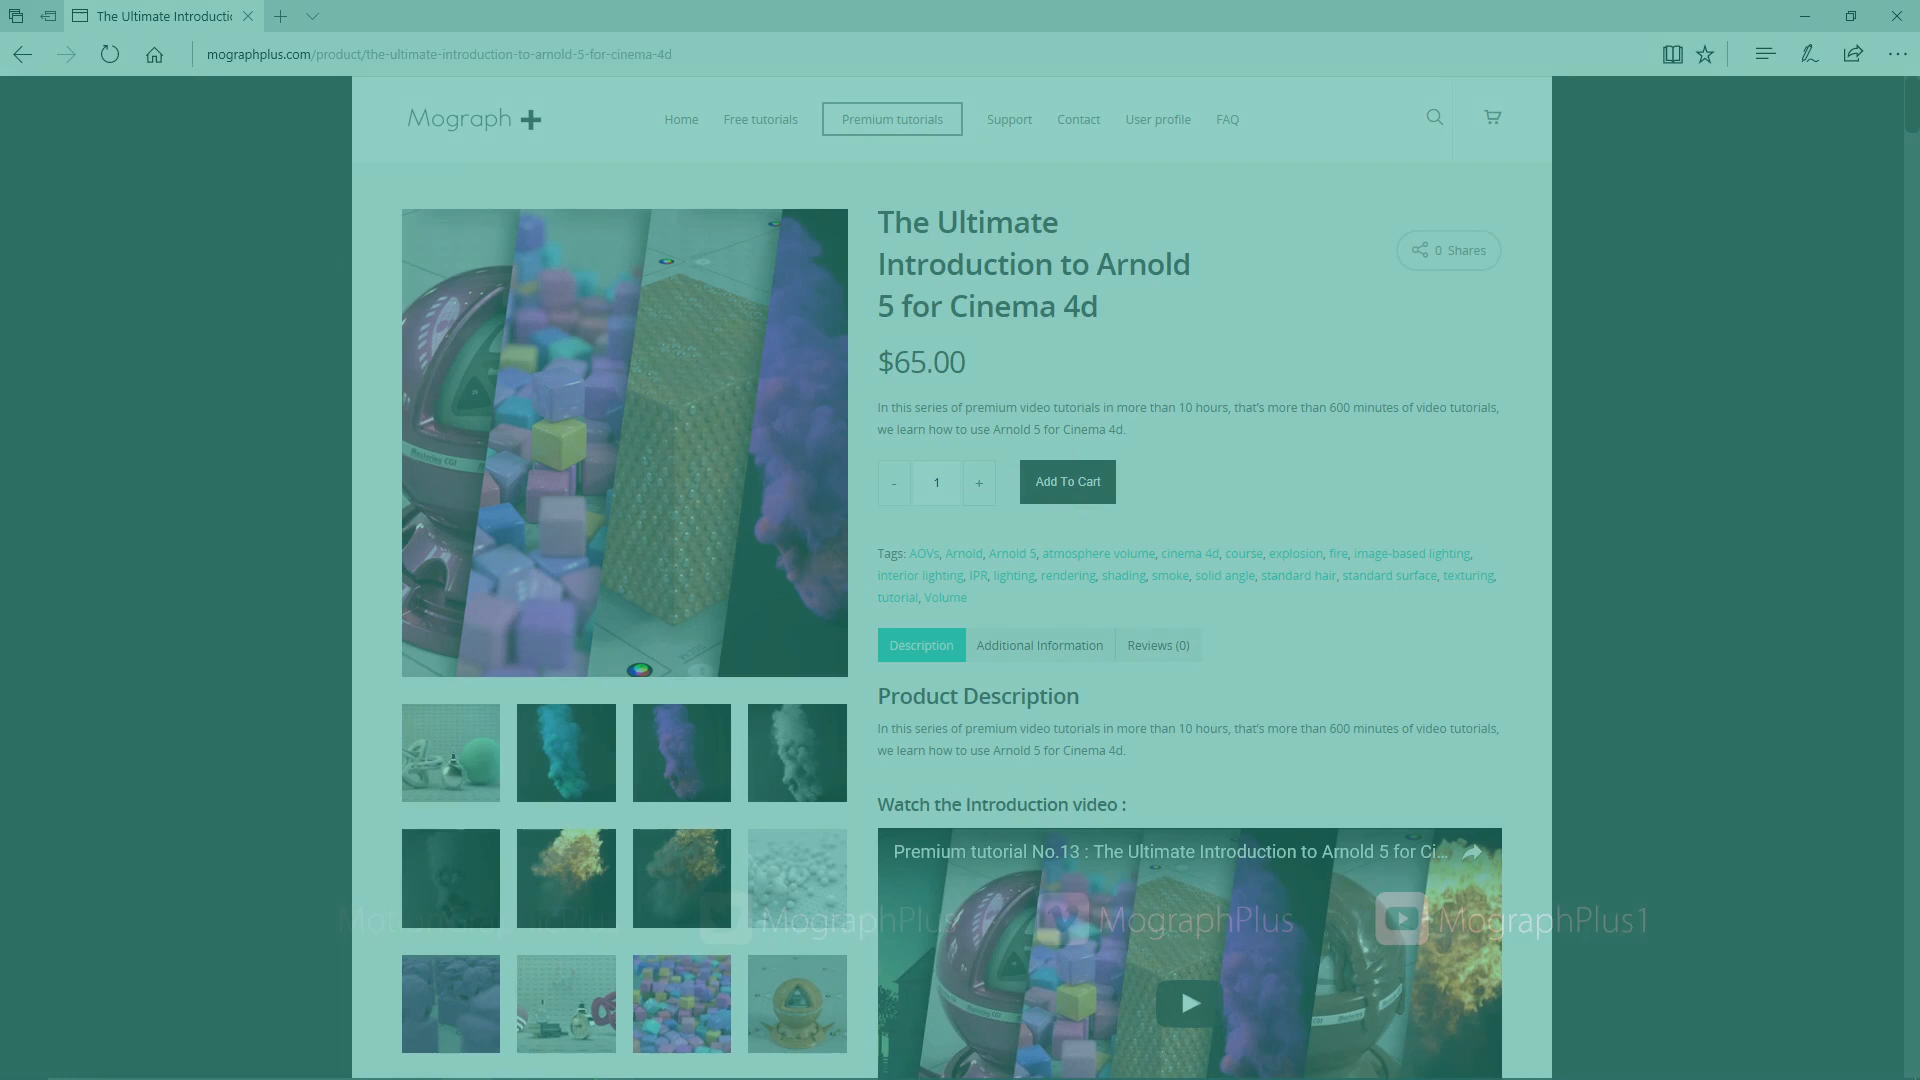 The Ultimate Introductic
mographplus.com/product/the-ultimate-introduction-to-arnold-5-for-cinema-4d
Mograph
Home Free tutorials Premium tutorials Support Contact User profile FAQ
The Ultimate
Introduction to Arnold
5 for Cinema 4d
0 Shares
$65.00
In this series of premium video tutorials in more than 10 hours, that's more than 600 minutes of video tutorials,
we learn how to use Arnold 5 for Cinema 4d.
- 1 + Add To Cart
Tags: AOVs, Arnold, Arnold 5, atmosphere volume, cinema 4d, course, explosion, fire, image-based lighting,
interior lighting, IPR, lighting, rendering, shading, smoke, solid angle, standard hair, standard surface, texturing,
tutorial, Volume
Description Additional Information Reviews (0)
Product Description
In this series of premium video tutorials in more than 10 hours, that's more than 600 minutes of video tutorials,
we learn how to use Arnold 5 for Cinema 4d.
Watch the Introduction video :
Premium tutorial No.13 : The Ultimate Introduction to Arnold 5 for Ci...
MotionGraphicPlus MographPlus MographPlus MographPlus1
Mastering CGI